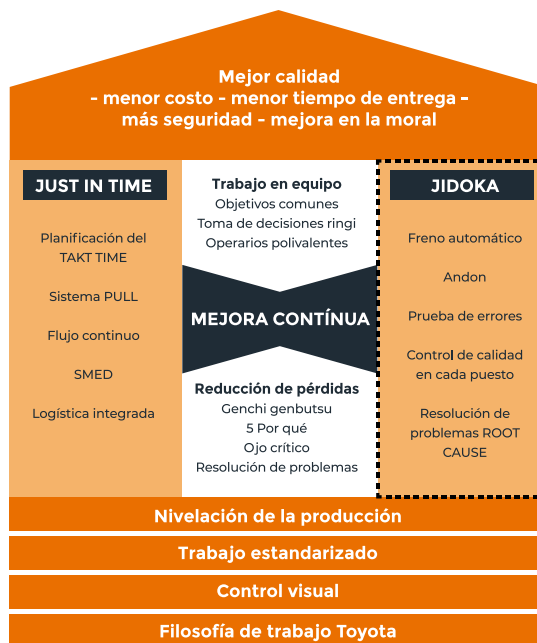 Mejor calidad
- menor costo - menor tiempo de entrega -
más seguridad - mejora en la moral
JUST IN TIME
Planificación del
TAKT TIME
Sistema PULL
Flujo continuo
SMED
Logística integrada
Trabajo en equipo
Objetivos comunes
Toma de decisiones ringi
Operarios polivalentes
MEJORA CONTÍNUA
Reducción de pérdidas
Genchi genbutsu
5 Por qué
Ojo crítico
Resolución de problemas
JIDOKA
Freno automático
Andon
Prueba de errores
Control de calidad
en cada puesto
Resolución de
problemas ROOT
CAUSE
Nivelación de la producción
Trabajo estandarizado
Control visual
Filosofía de trabajo Toyota